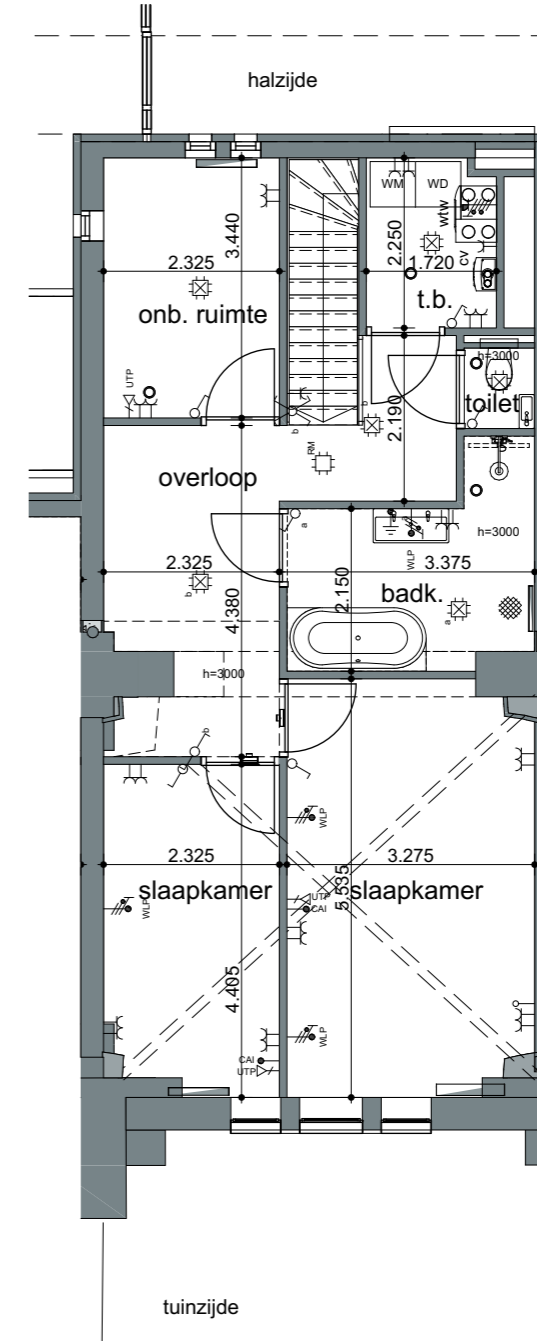 halzijde
WM WD
wtw
3.440
2.250
2.325
1.720
CV
onb. ruimte
t.b.
UTP
h=3000
toilet
b
b
2.190
RM
overloop
a
h=3000
WLP
2.325
3.375
b
4.380
2.150
badk.
a
a
h=3000
b
WLP
2.325
3.275
slaapkamer
5.535
slaapkamer
UTP
CAI
WLP
4.405
WLP
CAI
UTP
tuinzijde